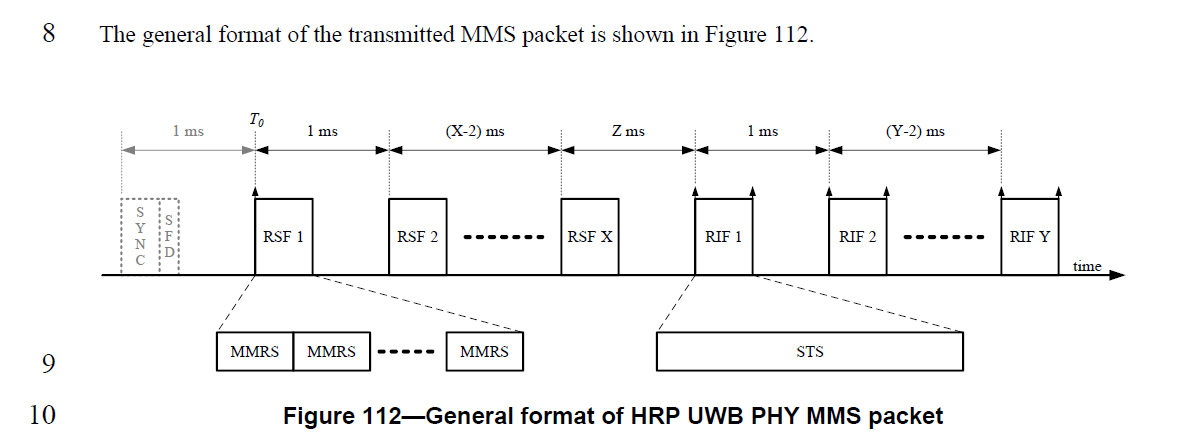 8 The general format of the transmitted MMS packet is shown in Figure 112.
1 ms T0 1 ms (X-2) ms Z ms 1 ms (Y-2) ms
SYNC SFD RSF 1 RSF 2 RSF X RIF 1 RIF 2 RIF Y
time
MMRS MMRS MMRS STS
9
10 Figure 112—General format of HRP UWB PHY MMS packet